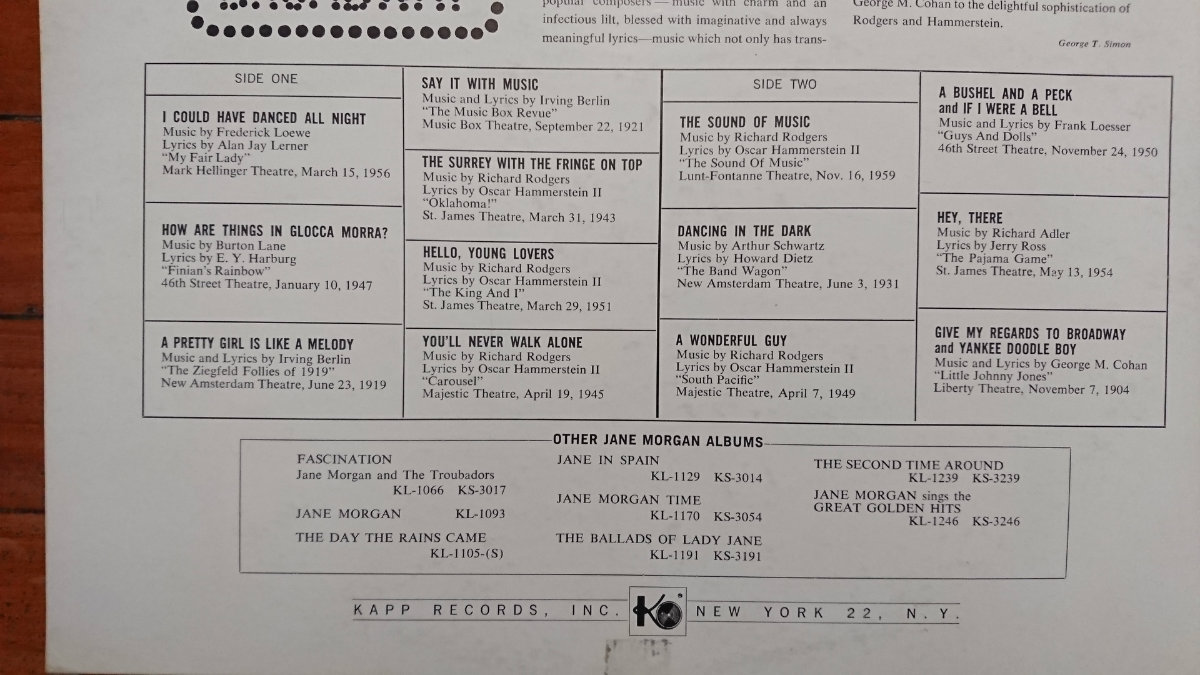 popular composers—music with charm and an
infectious lilt, blessed with imaginative and always
meaningful lyrics—music which not only has trans-
George M. Cohan to the delightful sophistication of
Rodgers and Hammerstein.
George T. Simon
SIDE ONE
I COULD HAVE DANCED ALL NIGHT
Music by Frederick Loewe
Lyrics by Alan Jay Lerner
"My Fair Lady"
Mark Hellinger Theatre, March 15, 1956
HOW ARE THINGS IN GLOCCA MORRA?
Music by Burton Lane
Lyrics by E. Y. Harburg
"Finian's Rainbow"
46th Street Theatre, January 10, 1947
A PRETTY GIRL IS LIKE A MELODY
Music and Lyrics by Irving Berlin
"The Ziegfeld Follies of 1919"
New Amsterdam Theatre, June 23, 1919
SAY IT WITH MUSIC
Music and Lyrics by Irving Berlin
"The Music Box Revue"
Music Box Theatre, September 22, 1921
THE SURREY WITH THE FRINGE ON TOP
Music by Richard Rodgers
Lyrics by Oscar Hammerstein II
"Oklahoma!"
St. James Theatre, March 31, 1943
HELLO, YOUNG LOVERS
Music by Richard Rodgers
Lyrics by Oscar Hammerstein II
"The King And I"
St. James Theatre, March 29, 1951
YOU'LL NEVER WALK ALONE
Music by Richard Rodgers
Lyrics by Oscar Hammerstein II
"Carousel"
Majestic Theatre, April 19, 1945
SIDE TWO
THE SOUND OF MUSIC
Music by Richard Rodgers
Lyrics by Oscar Hammerstein II
"The Sound Of Music"
Lunt-Fontanne Theatre, Nov. 16, 1959
DANCING IN THE DARK
Music by Arthur Schwartz
Lyrics by Howard Dietz
"The Band Wagon"
New Amsterdam Theatre, June 3, 1931
A WONDERFUL GUY
Music by Richard Rodgers
Lyrics by Oscar Hammerstein II
"South Pacific"
Majestic Theatre, April 7, 1949
A BUSHEL AND A PECK
and IF I WERE A BELL
Music and Lyrics by Frank Loesser
"Guys And Dolls"
46th Street Theatre, November 24, 1950
HEY, THERE
Music by Richard Adler
Lyrics by Jerry Ross
"The Pajama Game"
St. James Theatre, May 13, 1954
GIVE MY REGARDS TO BROADWAY
and YANKEE DOODLE BOY
Music and Lyrics by George M. Cohan
"Little Johnny Jones"
Liberty Theatre, November 7, 1904
OTHER JANE MORGAN ALBUMS
FASCINATION
Jane Morgan and The Troubadors
KL-1066 KS-3017
JANE MORGAN KL-1093
THE DAY THE RAINS CAME
KL-1105-(S)
JANE IN SPAIN
KL-1129 KS-3014
JANE MORGAN TIME
KL-1170 KS-3054
THE BALLADS OF LADY JANE
KL-1191 KS-3191
THE SECOND TIME AROUND
KL-1239 KS-3239
JANE MORGAN sings the
GREAT GOLDEN HITS
KL-1246 KS-3246
KAPP RECORDS, INC. K NEW YORK 22, N.Y.